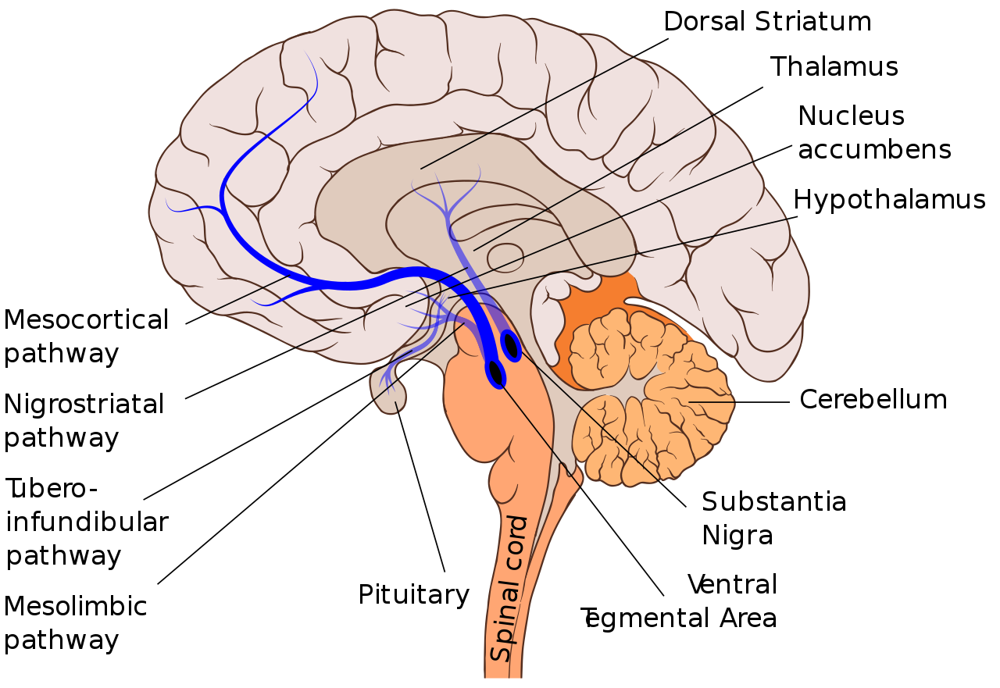 Dorsal Striatum
Thalamus
Nucleus
accumbens
Hypothalamus
Mesocortical
pathway
Nigrostriatal
pathway
Tubero-
infundibular
pathway
Mesolimbic
pathway
Pituitary
Spinal cord
Cerebellum
Substantia
Nigra
Ventral
Tegmental Area